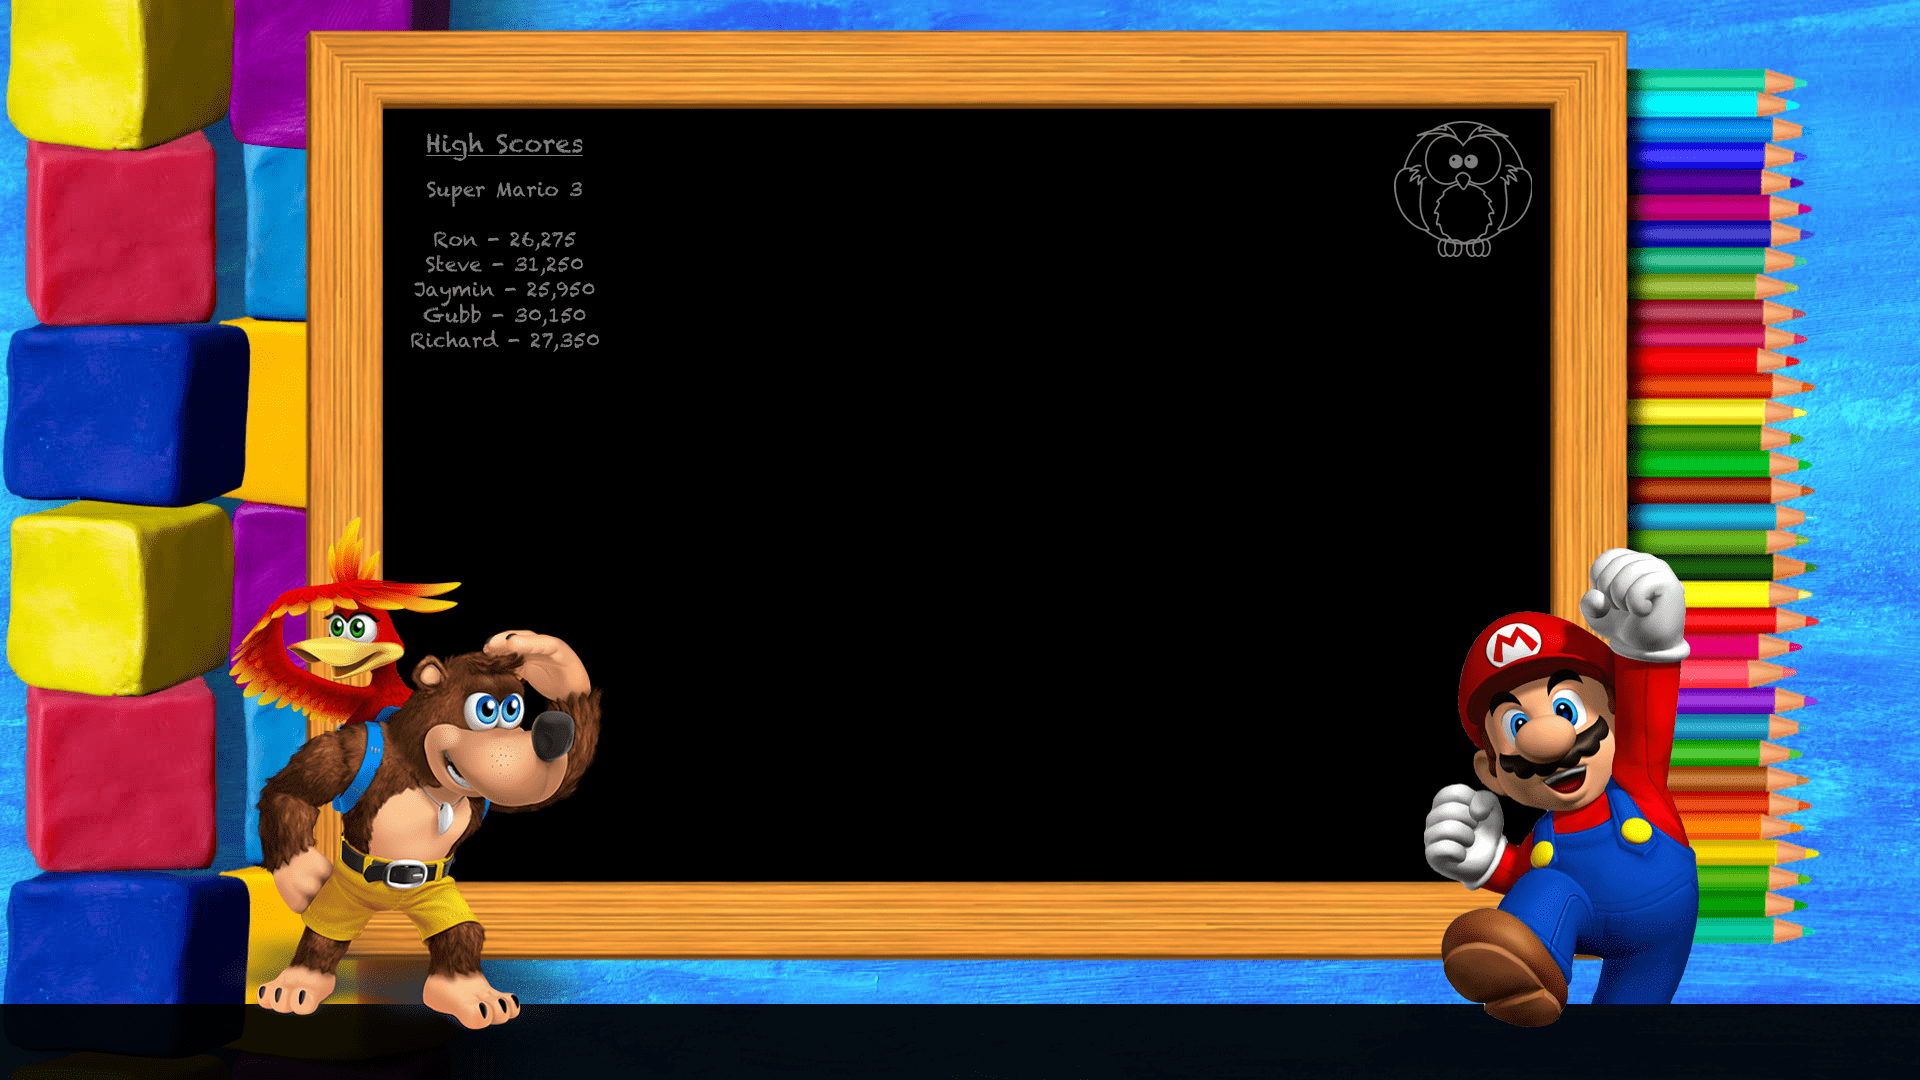 High Scores
Super Mario 3
Ron - 26,275
Steve - 31,250
Jaymin - 25,950
Gubb - 30,150
Richard - 27,350
M